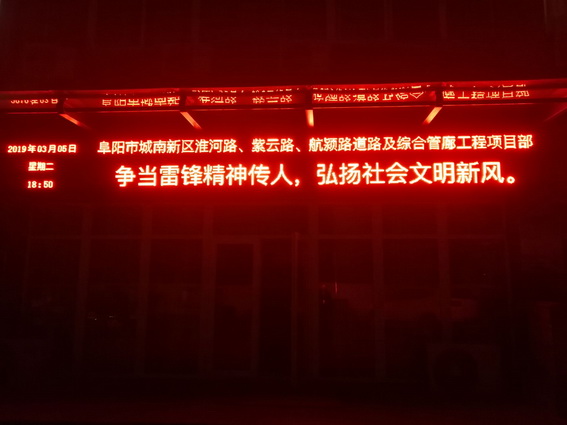 2019年03月05日
星期二
18:50
阜阳市城南新区淮河路、紫云路、航颍路道路及综合管廊工程项目部
争当雷锋精神传人，弘扬社会文明新风。